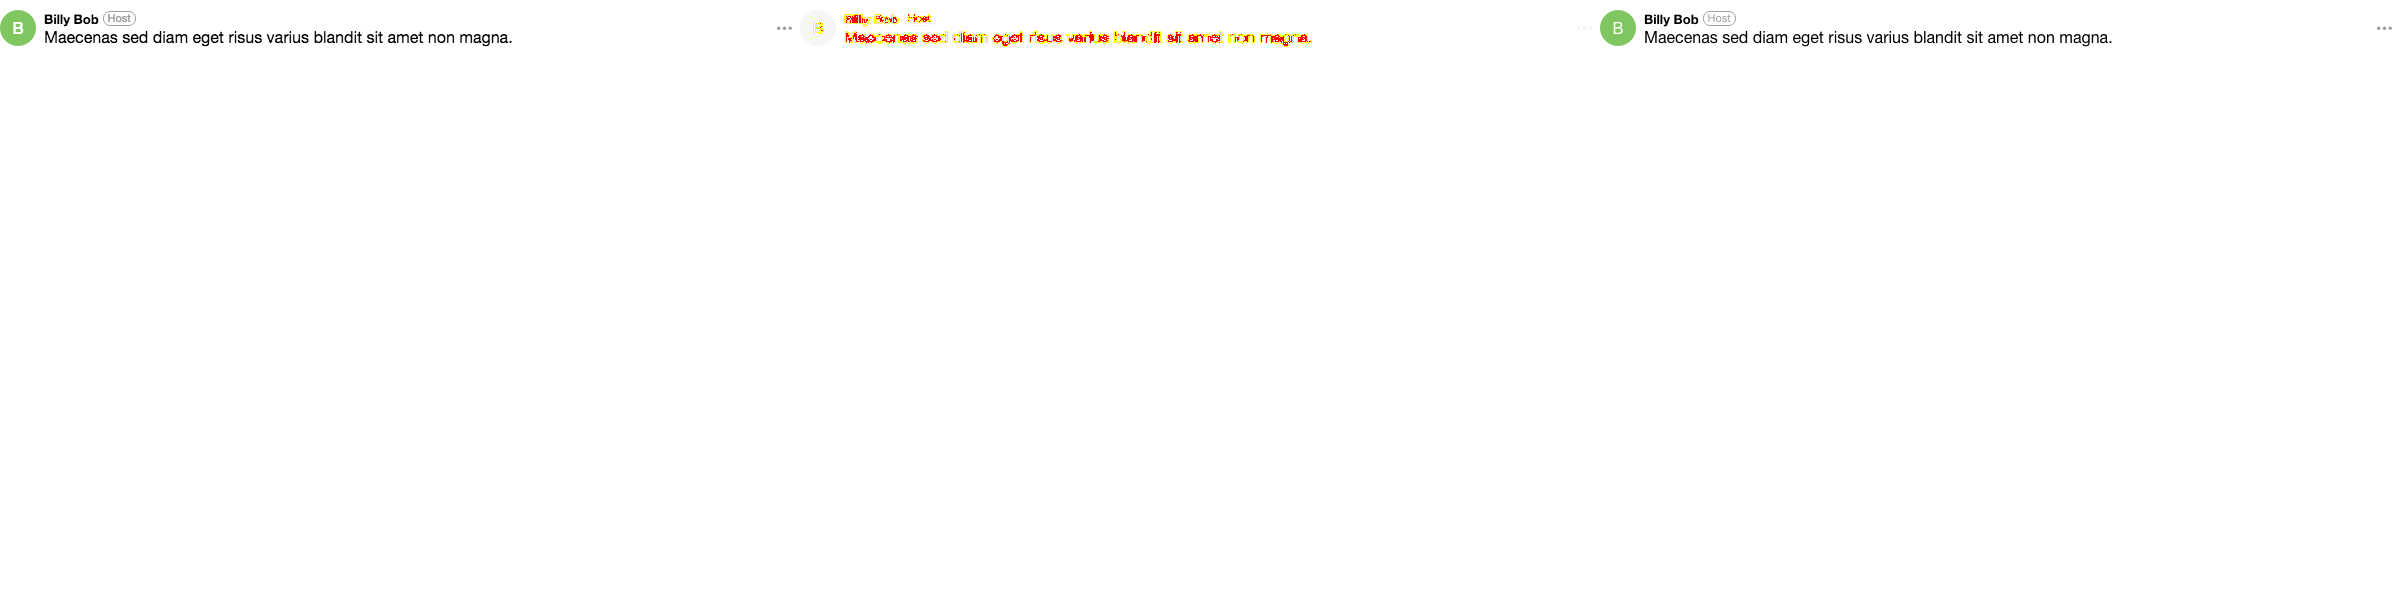 B
Billy Bob Host
Maecenas sed diam eget risus varius blandit sit amet non magna.
B
Billy Bob Host
Maecenas sed diam eget risus varius blandit sit amet non magna.
B
Billy Bob Host
Maecenas sed diam eget risus varius blandit sit amet non magna.